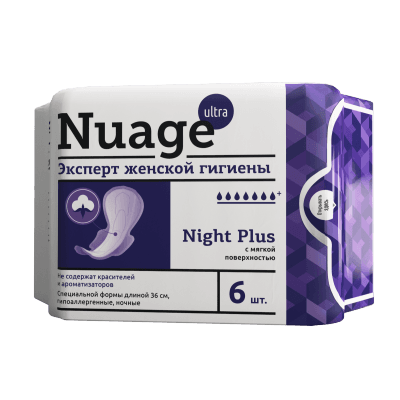 Nuage
ultra
Эксперт женской гигиены
+
Night Plus
с мягкой
поверхностью
Не содержат красителей
и ароматизаторов
Специальной формы длиной 36 см,
гипоаллергенные, ночные
6 шт.